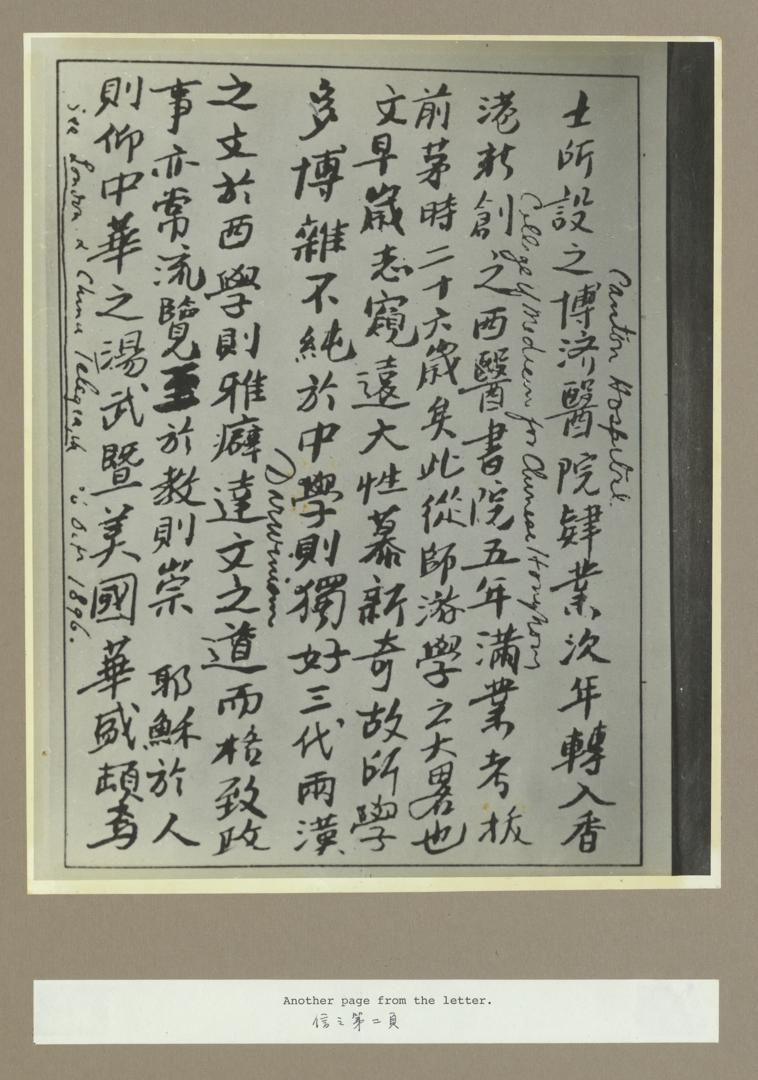 Canton Hospital.
士所設之博济醫院肄業次年轉入香
College of Medicine for Chinese Hongkong
港新創之西醫書院五年滿業考拔
前茅時二十六歲矣此從師游學之大畧也
文早歲志窺遠大性慕新奇故所學
多博雜不純於中學則獨好三代兩漢
Darwinism
之文於西學則雅癖達文之道而格致政
事亦常流覽至於教則崇 耶穌於人
則仰中華之湯武暨美國華盛頓焉
see London & China Telegraph Oct 1896.
Another page from the letter.
信之第二頁